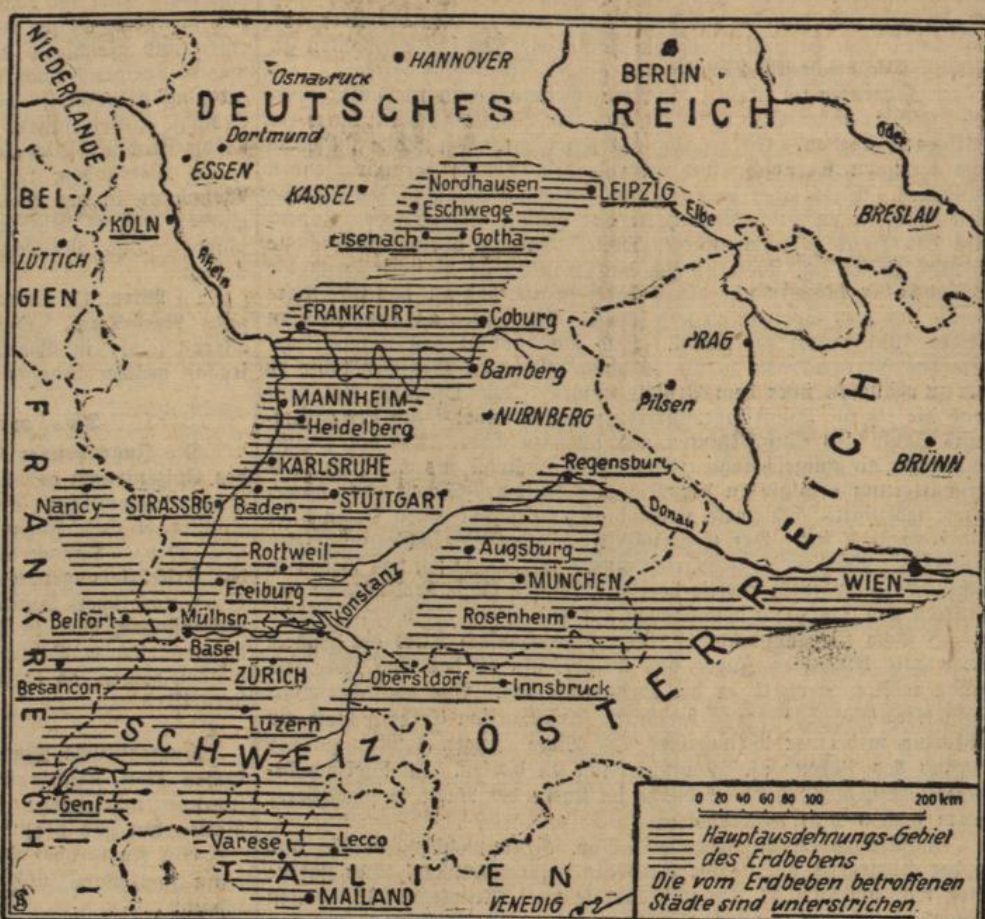 NIEDERLANDE
Osnabruck
HANNOVER
BERLIN
DEUTSCHES REICH
Oder
Dortmund
ESSEN
Nordhausen
KASSEL
LEIPZIG
BEL-
Eschwege
Elbe
BRESLAU
KÖLN
Eisenach
Gotha
LÜTTICH
Rhein
GIEN
FRANKFURT
Coburg
PRAG
Bamberg
MANNHEIM
Pilsen
NÜRNBERG
Heidelberg
FRANKREICH
KARLSRUHE
Regensburg
BRÜNN
Nancy
STRASSBG
Baden
STUTTGART
Donau
Rottweil
Augsburg
Freiburg
Konstanz
MÜNCHEN
WIEN
Belfort
Mülhsn.
Rosenheim
Basel
ZÜRICH
Besancon
Oberstdorf
Innsbruck
Luzern
SCHWEIZ
ÖSTERREICH
Genf
Varese
Lecco
ITALIEN
MAILAND
VENEDIG
0 20 40 60 80 100 200 km
Hauptausdehnungs-Gebiet
des Erdbebens
Die vom Erdbeben betroffenen
Städte sind unterstrichen.